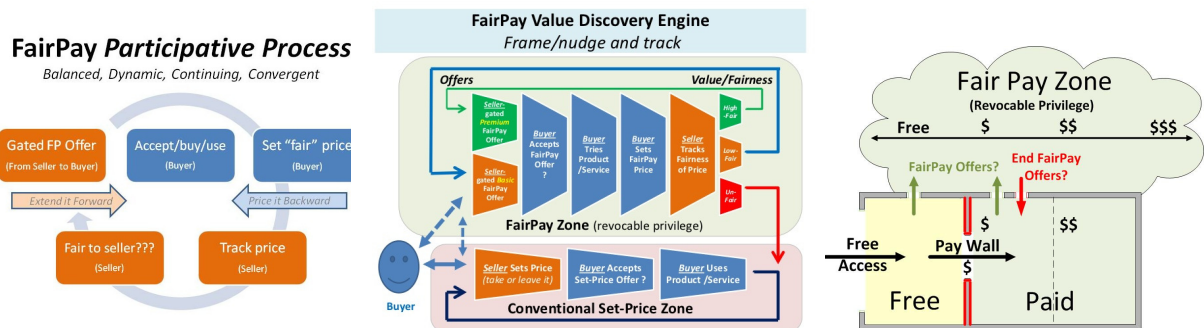 FairPay Participative Process
Balanced, Dynamic, Continuing, Convergent
Gated FP Offer
(From Seller to Buyer)
Accept/buy/use
(Buyer)
Set "fair" price
(Buyer)
Extend it Forward
Price it Backward
Fair to seller???
(Seller)
Track price
(Seller)
FairPay Value Discovery Engine
Frame/nudge and track
Offers
Value/Fairness
Seller-
gated
Premium
FairPay
Offer
Seller-
gated Basic
FairPay
Offer
Buyer
Accepts
FairPay
Offer
?
Buyer
Tries
Product
/Service
Buyer
Sets
FairPay
Price
Seller
Tracks
Fairness
of Price
High
-Fair
Low-
Fair
Un-
Fair
FairPay Zone (revocable privilege)
Buyer
Seller Sets Price
(take or leave it)
Buyer Accepts
Set-Price Offer ?
Buyer Uses
Product /Service
Conventional Set-Price Zone
Fair Pay Zone
(Revocable Privilege)
Free $ $$ $$$
FairPay Offers?
End FairPay
Offers?
$ $$
Free
Access
Pay Wall
$
Free
Paid